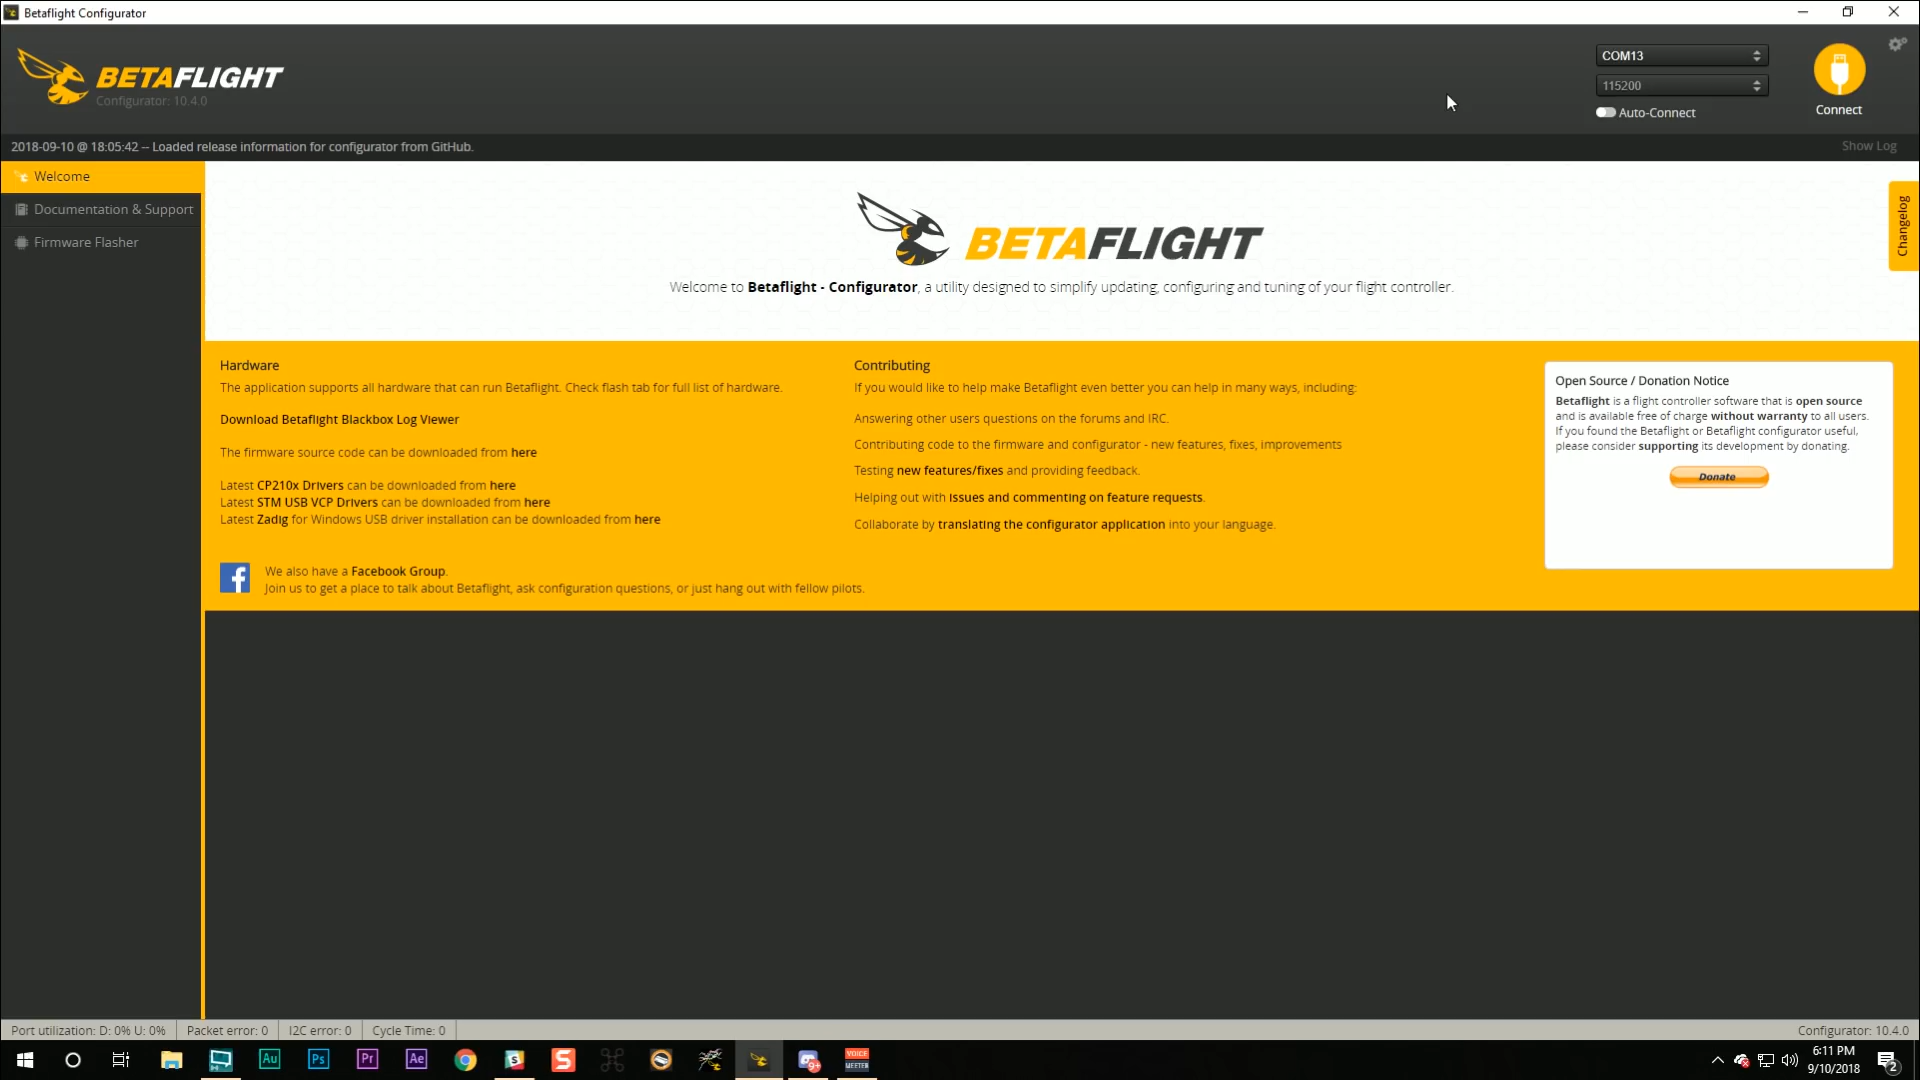 Betaflight Configurator
BETAFLIGHT
Configurator: 10.4.0
COM13
115200
Auto-Connect
Connect
2018-09-10 @ 18:05:42 -- Loaded release information for configurator from GitHub.
Show Log
Welcome
Documentation & Support
Firmware Flasher
BETAFLIGHT
Welcome to Betaflight - Configurator, a utility designed to simplify updating, configuring and tuning of your flight controller.
Changelog
Hardware
The application supports all hardware that can run Betaflight. Check flash tab for full list of hardware.
Download Betaflight Blackbox Log Viewer
The firmware source code can be downloaded from here
Latest CP210x Drivers can be downloaded from here
Latest STM USB VCP Drivers can be downloaded from here
Latest Zadig for Windows USB driver installation can be downloaded from here
We also have a Facebook Group.
Join us to get a place to talk about Betaflight, ask configuration questions, or just hang out with fellow pilots.
Contributing
If you would like to help make Betaflight even better you can help in many ways, including:
Answering other users questions on the forums and IRC.
Contributing code to the firmware and configurator - new features, fixes, improvements
Testing new features/fixes and providing feedback.
Helping out with issues and commenting on feature requests.
Collaborate by translating the configurator application into your language.
Open Source / Donation Notice
Betaflight is a flight controller software that is open source
and is available free of charge without warranty to all users.
If you found the Betaflight or Betaflight configurator useful,
please consider supporting its development by donating.
Donate
Port utilization: D: 0% U: 0%
Packet error: 0
I2C error: 0
Cycle Time: 0
Configurator: 10.4.0
Au
Ps
Pr
Ae
S
9+
VOICE
MEETER
6:11 PM
9/10/2018
2